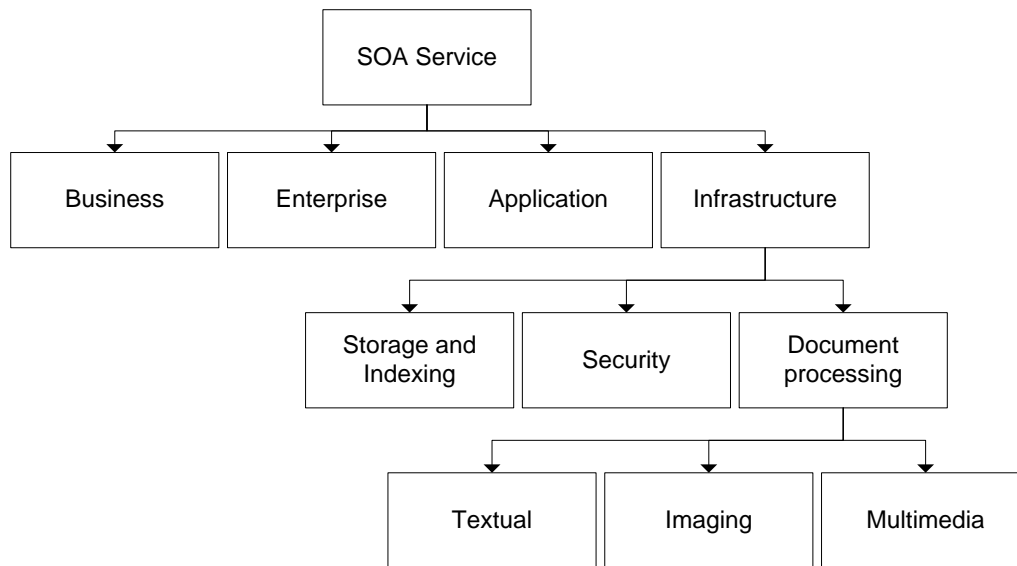 SOA Service
Business
Enterprise
Application
Infrastructure
Storage and
Indexing
Security
Document
processing
Textual
Imaging
Multimedia